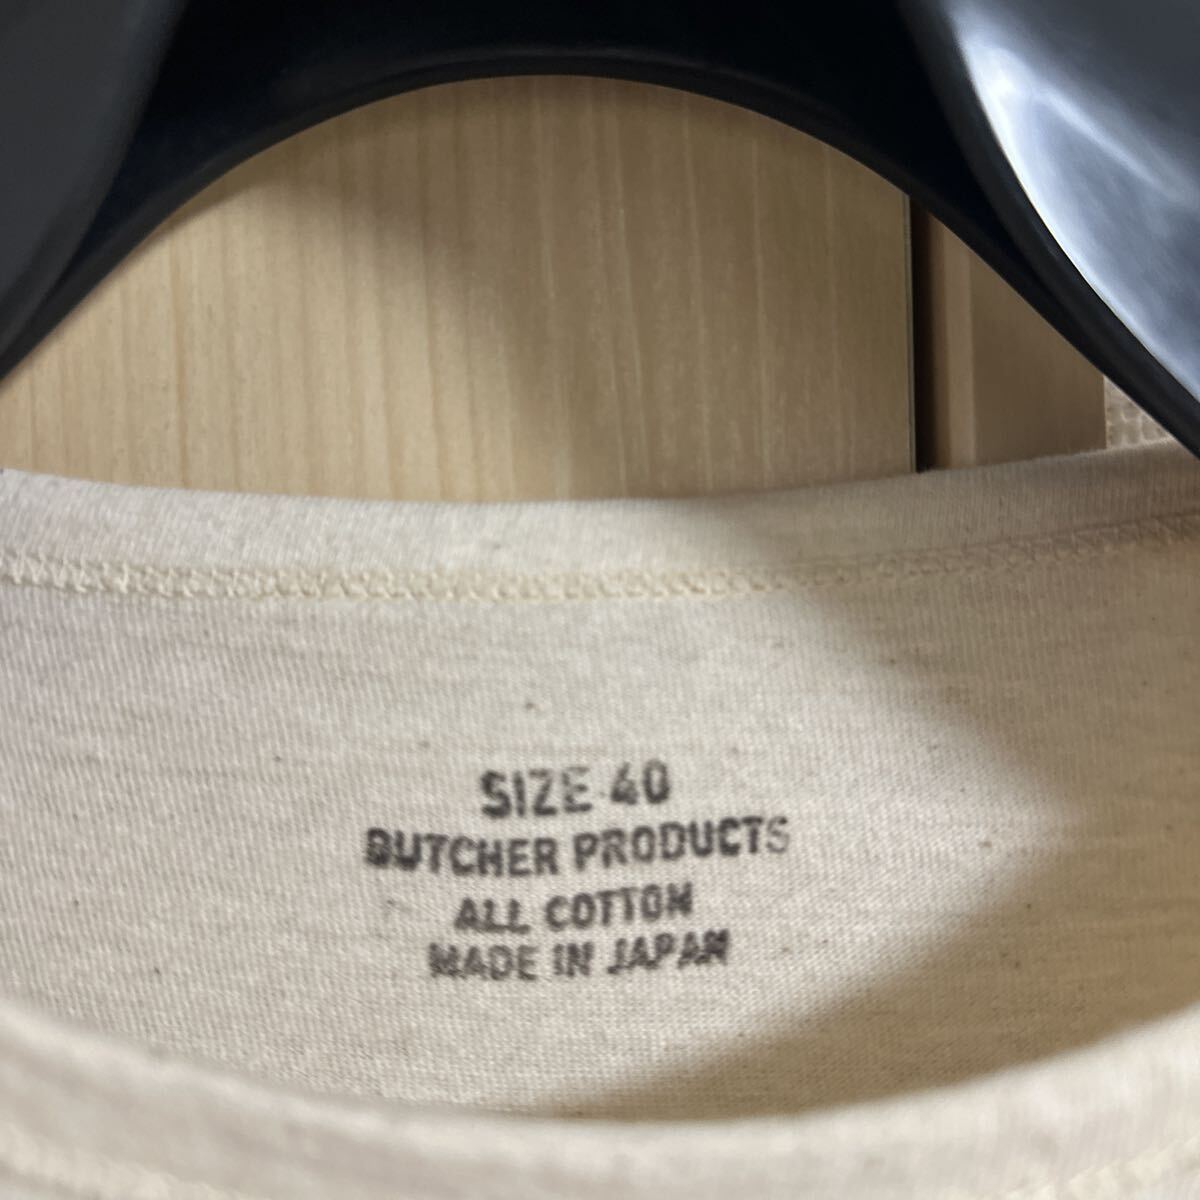 SIZE 40
BUTCHER PRODUCTS
ALL COTTON
MADE IN JAPAN